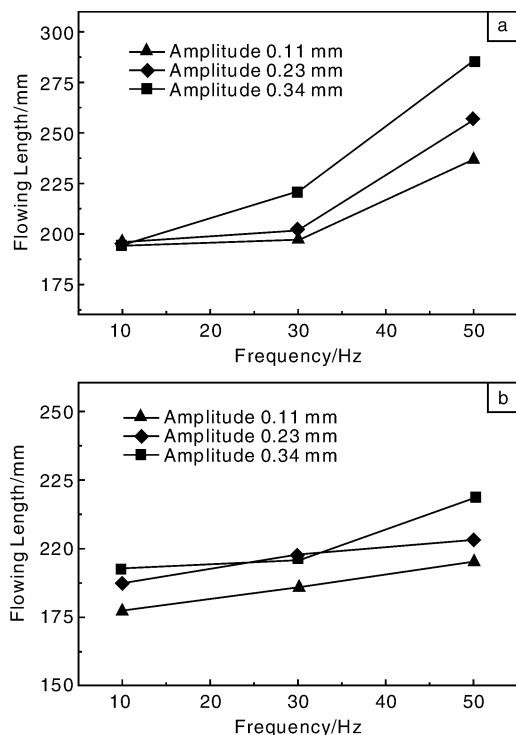 a
300
275
250
225
200
175
Flowing Length/mm
Amplitude 0.11 mm
Amplitude 0.23 mm
Amplitude 0.34 mm
10 20 30 40 50
Frequency/Hz
b
250
225
220
175
150
Flowing Length/mm
Amplitude 0.11 mm
Amplitude 0.23 mm
Amplitude 0.34 mm
10 20 30 40 50
Frequency/Hz